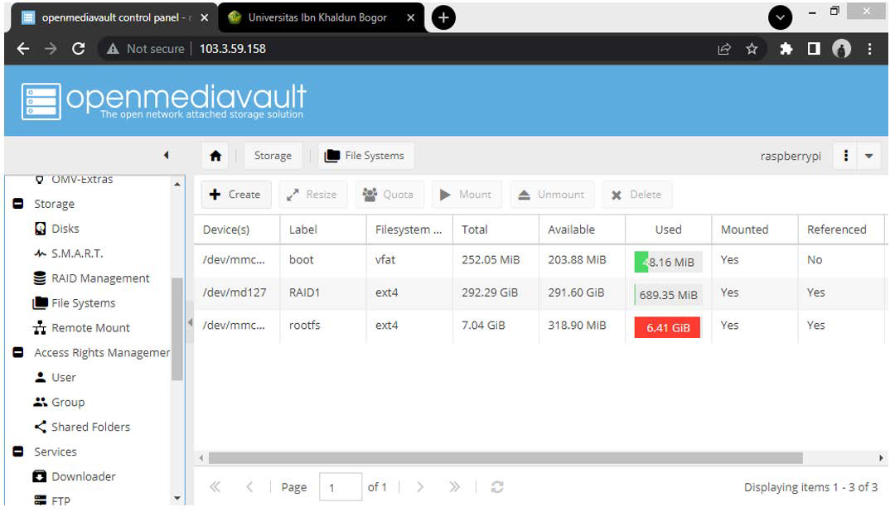 openmediavault control panel - r
Universitas Ibn Khaldun Bogor
Not secure 103.3.59.158
openmediavault
The open network attached storage solution
Storage File Systems raspberrypi
OMV-Extras
Storage
Disks
S.M.A.R.T.
RAID Management
File Systems
Remote Mount
Access Rights Managemen
User
Group
Shared Folders
Services
Downloader
FTP
Create Resize Quota Mount Unmount Delete
Device(s) Label Filesystem ... Total Available Used Mounted Referenced
/dev/mmc... boot vfat 252.05 MiB 203.88 MiB 48.16 MiB Yes No
/dev/md127 RAID1 ext4 292.29 GiB 291.60 GiB 689.35 MiB Yes Yes
/dev/mmc... rootfs ext4 7.04 GiB 318.90 MiB 6.41 GiB Yes Yes
Page 1 of 1 Displaying items 1 - 3 of 3